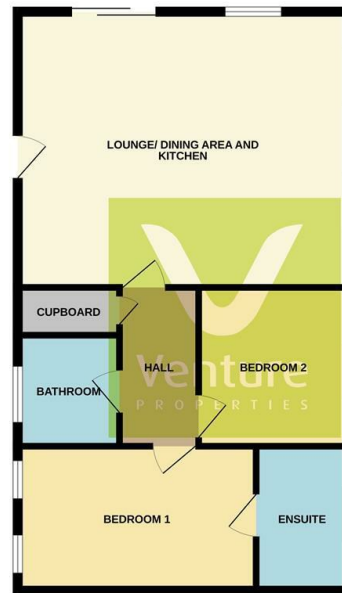 LOUNGE/ DINING AREA AND
KITCHEN
CUPBOARD
HALL
BEDROOM 2
BATHROOM
Venture
PROPERTIES
BEDROOM 1
ENSUITE